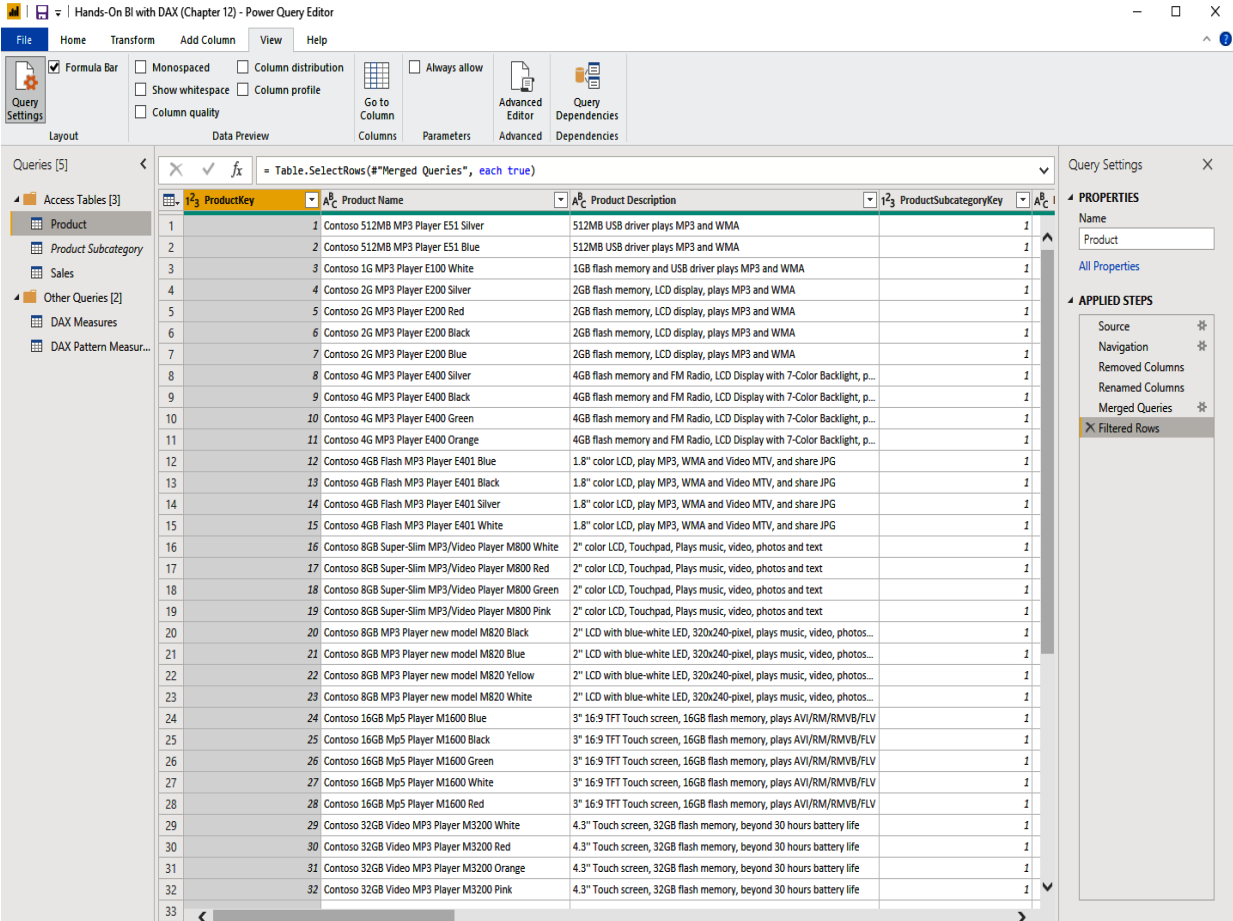 Hands-On BI with DAX (Chapter 12) - Power Query Editor
File Home Transform Add Column View Help
Query Settings
Formula Bar
Layout
Monospaced
Show whitespace
Column quality
Column distribution
Column profile
Data Preview
Go to Column
Columns
Always allow
Parameters
Advanced Editor
Advanced
Query Dependencies
Dependencies
Queries [5]
Access Tables [3]
Product
Product Subcategory
Sales
Other Queries [2]
DAX Measures
DAX Pattern Measur...
fx = Table.SelectRows(#"Merged Queries", each true)
123 ProductKey ABC Product Name ABC Product Description 123 ProductSubcategoryKey ABC
1 1 Contoso 512MB MP3 Player E51 Silver 512MB USB driver plays MP3 and WMA 1
2 2 Contoso 512MB MP3 Player E51 Blue 512MB USB driver plays MP3 and WMA 1
3 3 Contoso 1G MP3 Player E100 White 1GB flash memory and USB driver plays MP3 and WMA 1
4 4 Contoso 2G MP3 Player E200 Silver 2GB flash memory, LCD display, plays MP3 and WMA 1
5 5 Contoso 2G MP3 Player E200 Red 2GB flash memory, LCD display, plays MP3 and WMA 1
6 6 Contoso 2G MP3 Player E200 Black 2GB flash memory, LCD display, plays MP3 and WMA 1
7 7 Contoso 2G MP3 Player E200 Blue 2GB flash memory, LCD display, plays MP3 and WMA 1
8 8 Contoso 4G MP3 Player E400 Silver 4GB flash memory and FM Radio, LCD Display with 7-Color Backlight, p... 1
9 9 Contoso 4G MP3 Player E400 Black 4GB flash memory and FM Radio, LCD Display with 7-Color Backlight, p... 1
10 10 Contoso 4G MP3 Player E400 Green 4GB flash memory and FM Radio, LCD Display with 7-Color Backlight, p... 1
11 11 Contoso 4G MP3 Player E400 Orange 4GB flash memory and FM Radio, LCD Display with 7-Color Backlight, p... 1
12 12 Contoso 4GB Flash MP3 Player E401 Blue 1.8" color LCD, play MP3, WMA and Video MTV, and share JPG 1
13 13 Contoso 4GB Flash MP3 Player E401 Black 1.8" color LCD, play MP3, WMA and Video MTV, and share JPG 1
14 14 Contoso 4GB Flash MP3 Player E401 Silver 1.8" color LCD, play MP3, WMA and Video MTV, and share JPG 1
15 15 Contoso 4GB Flash MP3 Player E401 White 1.8" color LCD, play MP3, WMA and Video MTV, and share JPG 1
16 16 Contoso 8GB Super-Slim MP3/Video Player M800 White 2" color LCD, Touchpad, Plays music, video, photos and text 1
17 17 Contoso 8GB Super-Slim MP3/Video Player M800 Red 2" color LCD, Touchpad, Plays music, video, photos and text 1
18 18 Contoso 8GB Super-Slim MP3/Video Player M800 Green 2" color LCD, Touchpad, Plays music, video, photos and text 1
19 19 Contoso 8GB Super-Slim MP3/Video Player M800 Pink 2" color LCD, Touchpad, Plays music, video, photos and text 1
20 20 Contoso 8GB MP3 Player new model M820 Black 2" LCD with blue-white LED, 320x240-pixel, plays music, video, photos... 1
21 21 Contoso 8GB MP3 Player new model M820 Blue 2" LCD with blue-white LED, 320x240-pixel, plays music, video, photos... 1
22 22 Contoso 8GB MP3 Player new model M820 Yellow 2" LCD with blue-white LED, 320x240-pixel, plays music, video, photos... 1
23 23 Contoso 8GB MP3 Player new model M820 White 2" LCD with blue-white LED, 320x240-pixel, plays music, video, photos... 1
24 24 Contoso 16GB Mp5 Player M1600 Blue 3" 16:9 TFT Touch screen, 16GB flash memory, plays AVI/RM/RMVB/FLV 1
25 25 Contoso 16GB Mp5 Player M1600 Black 3" 16:9 TFT Touch screen, 16GB flash memory, plays AVI/RM/RMVB/FLV 1
26 26 Contoso 16GB Mp5 Player M1600 Green 3" 16:9 TFT Touch screen, 16GB flash memory, plays AVI/RM/RMVB/FLV 1
27 27 Contoso 16GB Mp5 Player M1600 White 3" 16:9 TFT Touch screen, 16GB flash memory, plays AVI/RM/RMVB/FLV 1
28 28 Contoso 16GB Mp5 Player M1600 Red 3" 16:9 TFT Touch screen, 16GB flash memory, plays AVI/RM/RMVB/FLV 1
29 29 Contoso 32GB Video MP3 Player M3200 White 4.3" Touch screen, 32GB flash memory, beyond 30 hours battery life 1
30 30 Contoso 32GB Video MP3 Player M3200 Red 4.3" Touch screen, 32GB flash memory, beyond 30 hours battery life 1
31 31 Contoso 32GB Video MP3 Player M3200 Orange 4.3" Touch screen, 32GB flash memory, beyond 30 hours battery life 1
32 32 Contoso 32GB Video MP3 Player M3200 Pink 4.3" Touch screen, 32GB flash memory, beyond 30 hours battery life 1
33
Query Settings
PROPERTIES
Name
Product
All Properties
APPLIED STEPS
Source
Navigation
Removed Columns
Renamed Columns
Merged Queries
Filtered Rows